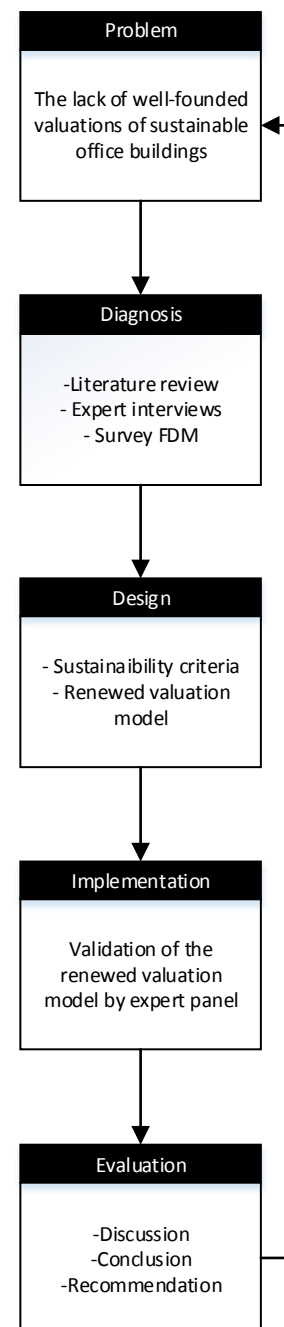 Problem
The lack of well-founded
valuations of sustainable
office buildings
Diagnosis
-Literature review
- Expert interviews
- Survey FDM
Design
- Sustainaibility criteria
- Renewed valuation
model
Implementation
Validation of the
renewed valuation
model by expert panel
Evaluation
-Discussion
-Conclusion
-Recommendation